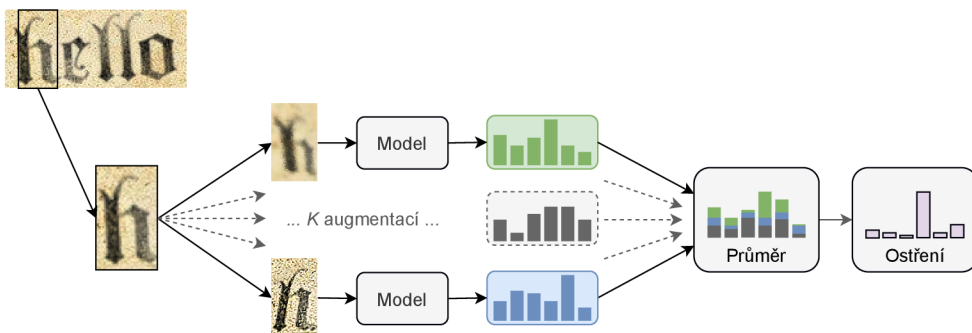 hello
h
h
Model
... K augmentací ...
h
Model
Průměr
Ostření